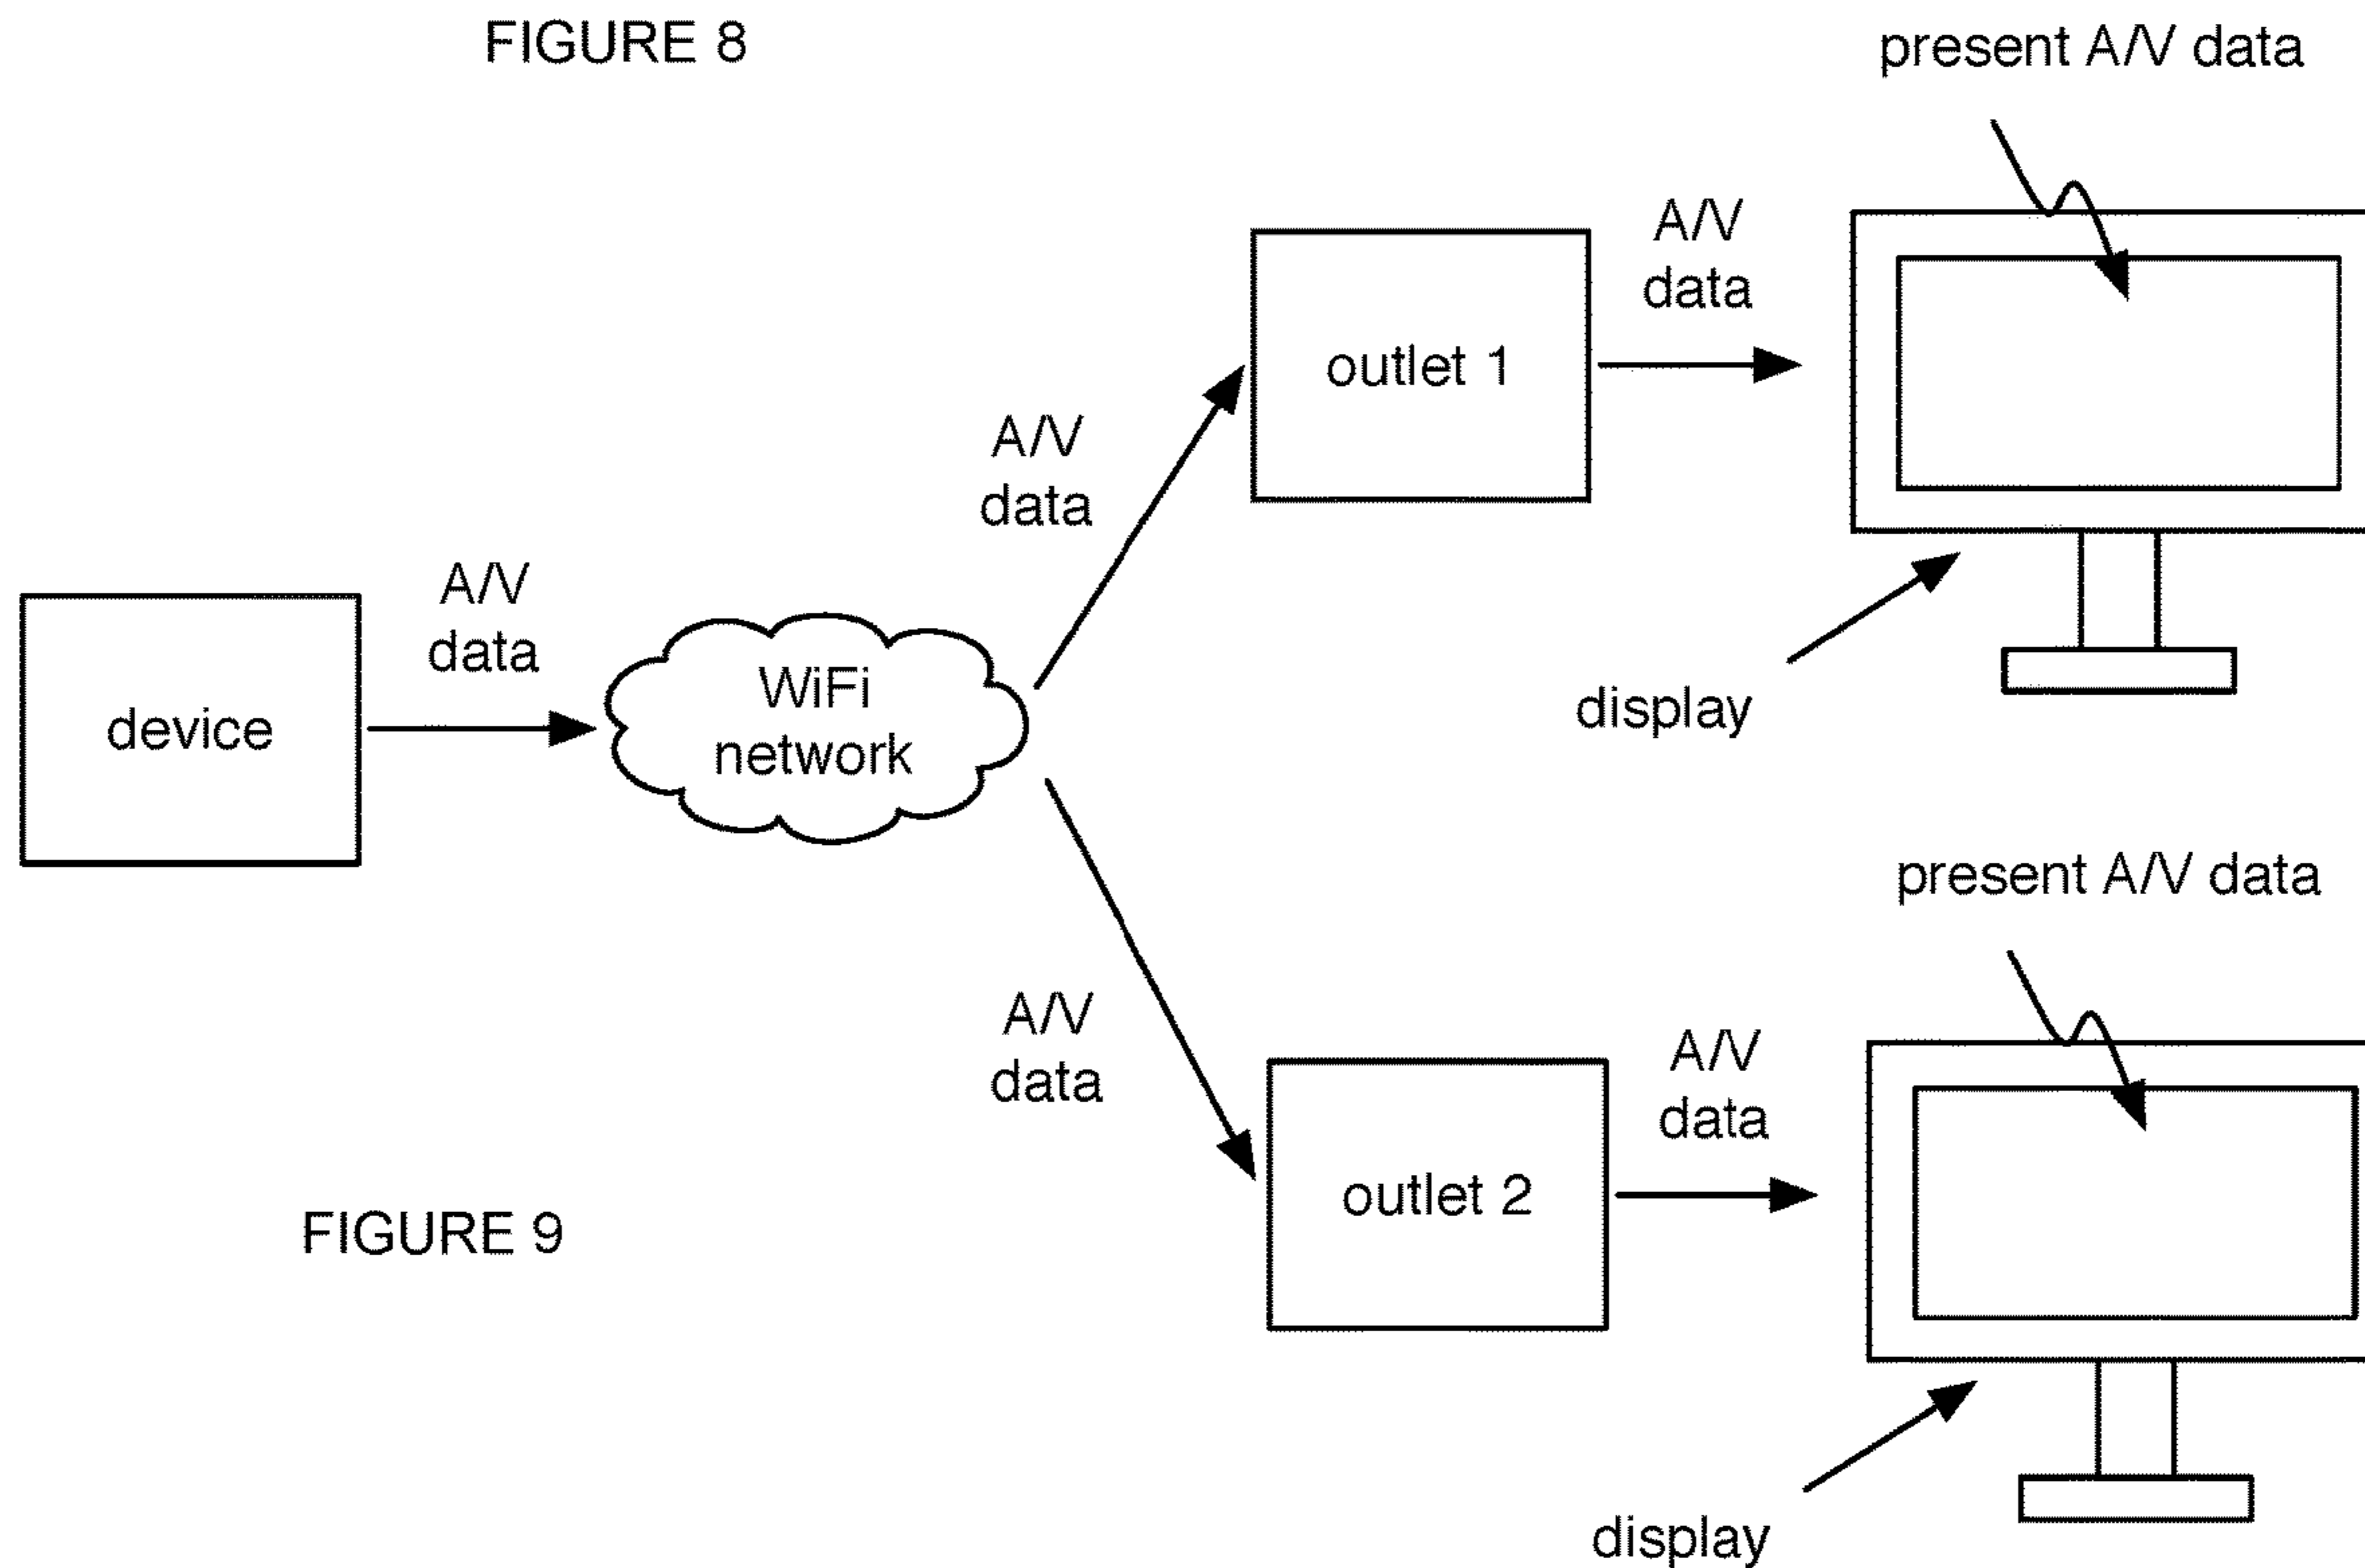 FIGURE 8
present A/V data
A/V
data
outlet 1
A/V
data
display
A/V
data
device
WiFi
network
present A/V data
A/V
data
A/V
data
outlet 2
FIGURE 9
display